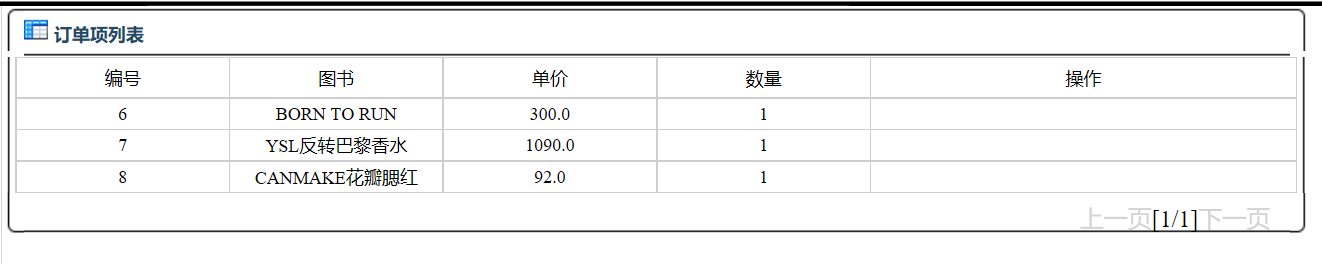 订单项列表
编号 图书 单价 数量 操作
6 BORN TO RUN 300.0 1
7 YSL反转巴黎香水 1090.0 1
8 CANMAKE花瓣腮红 92.0 1
上一页[1/1]下一页